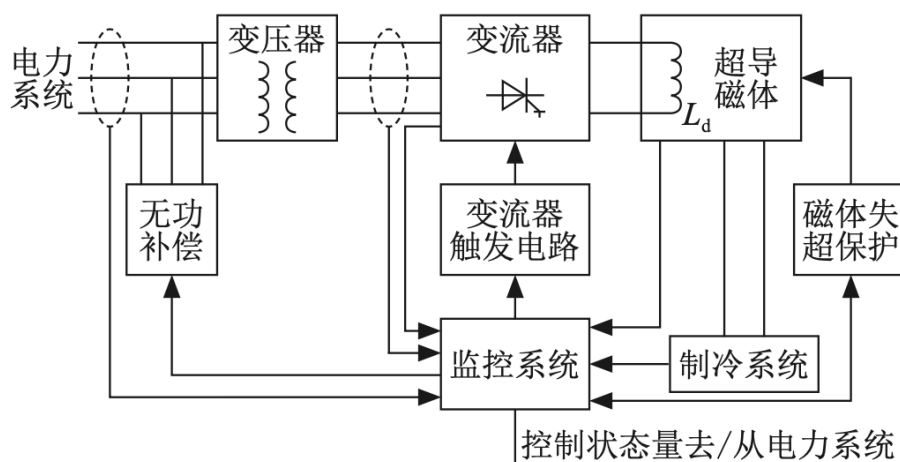 电力
系统
变压器
变流器
超导
磁体
L_d
无功
补偿
变流器
触发电路
磁体失
超保护
监控系统
制冷系统
控制状态量去/从电力系统